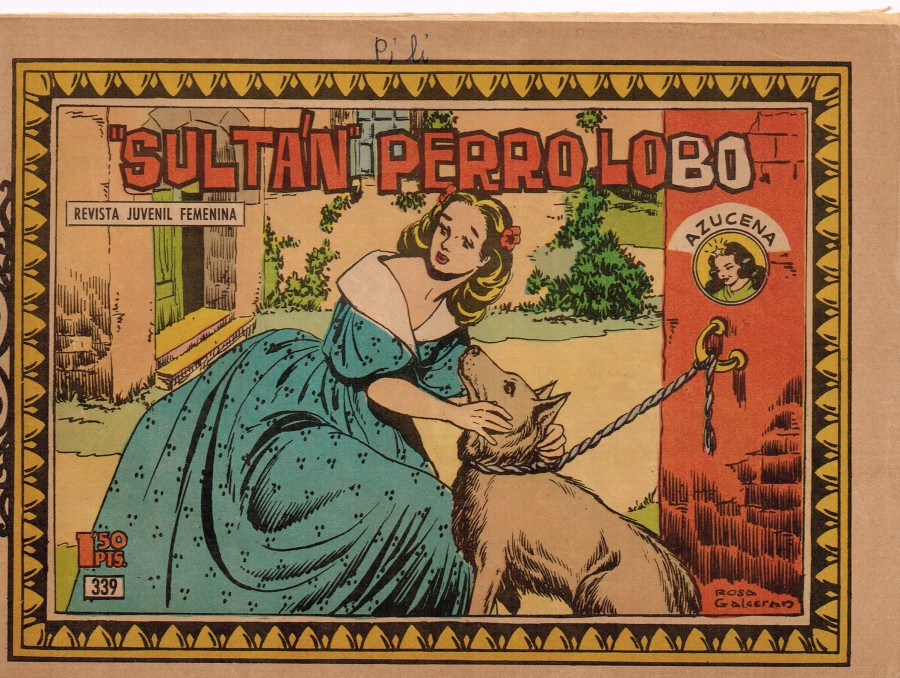 Pili
"SULTÁN" PERRO LOBO
REVISTA JUVENIL FEMENINA
AZUCENA
1'50
PTS.
339
ROSA
Galceran